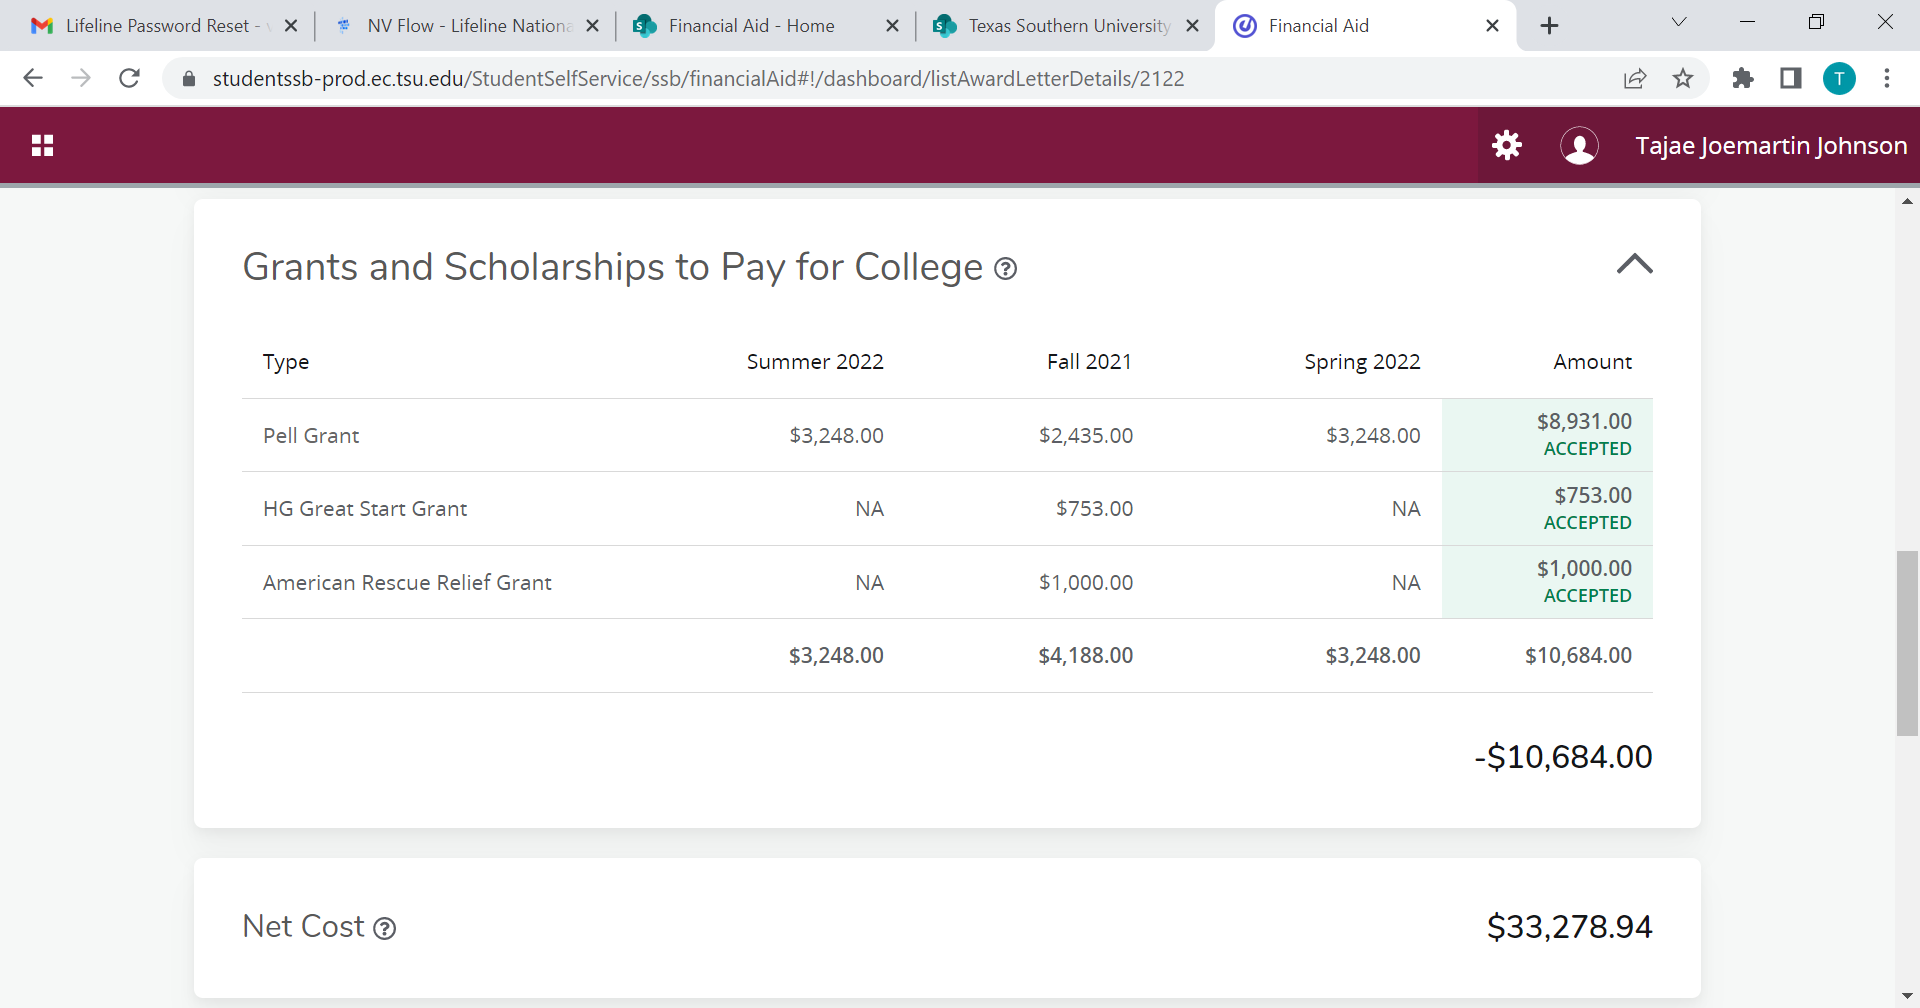 Lifeline Password Reset -
NV Flow - Lifeline Nationa
Financial Aid - Home
Texas Southern University
Financial Aid
studentssb-prod.ec.tsu.edu/StudentSelfService/ssb/financialAid#!/dashboard/listAwardLetterDetails/2122
T
Tajae Joemartin Johnson
Grants and Scholarships to Pay for College ?
Type Summer 2022 Fall 2021 Spring 2022 Amount
Pell Grant $3,248.00 $2,435.00 $3,248.00 $8,931.00
ACCEPTED
HG Great Start Grant NA $753.00 NA $753.00
ACCEPTED
American Rescue Relief Grant NA $1,000.00 NA $1,000.00
ACCEPTED
$3,248.00 $4,188.00 $3,248.00 $10,684.00
-$10,684.00
Net Cost ? $33,278.94